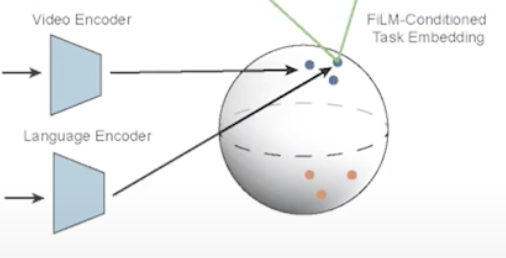 Video Encoder
FiLM-Conditioned
Task Embedding
Language Encoder